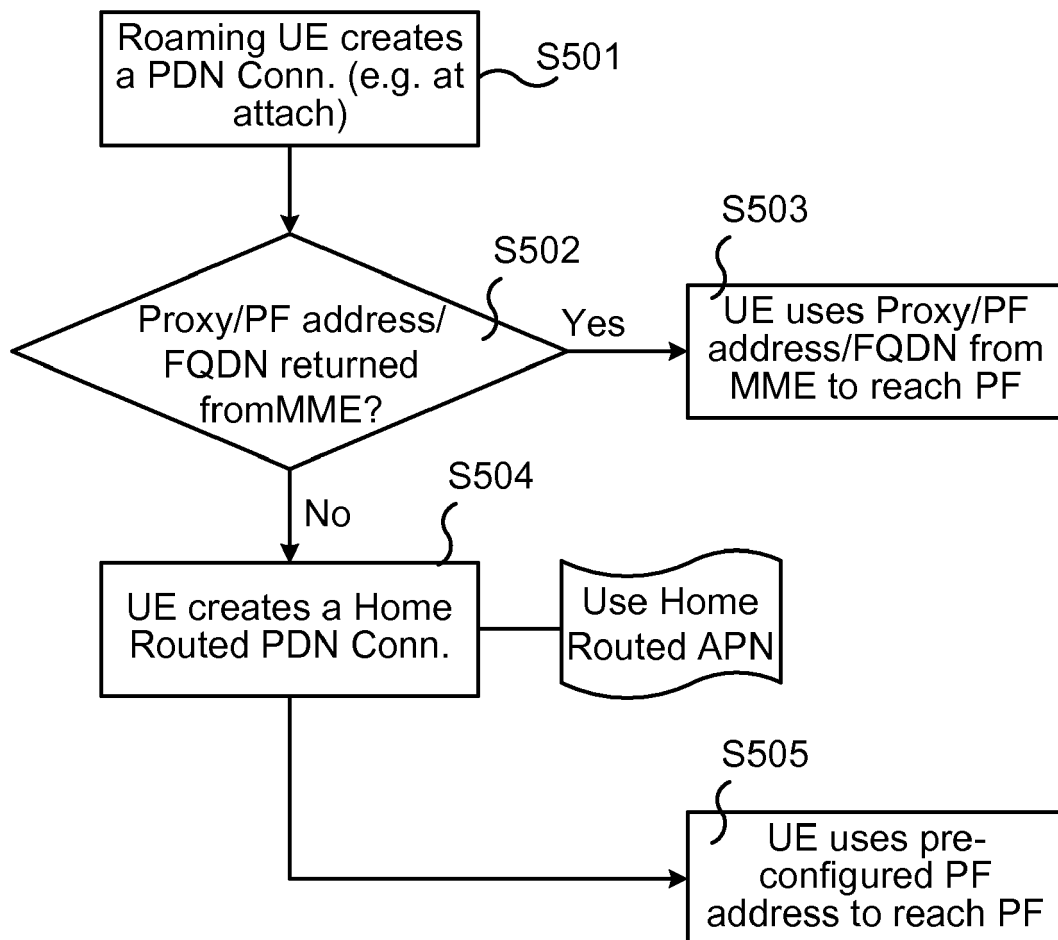 Roaming UE creates
a PDN Conn. (e.g. at
attach)
S501
S502
Proxy/PF address/
FQDN returned
fromMME?
Yes
S503
UE uses Proxy/PF
address/FQDN from
MME to reach PF
No
S504
UE creates a Home
Routed PDN Conn.
Use Home
Routed APN
S505
UE uses pre-
configured PF
address to reach PF